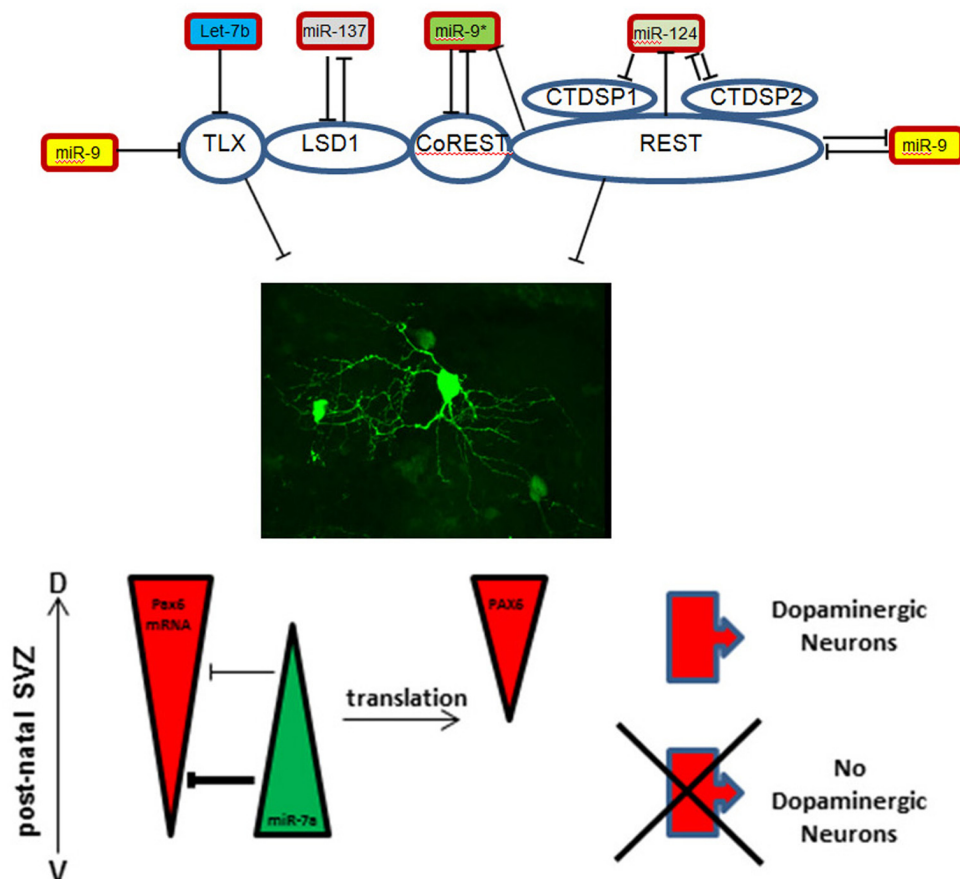 Let-7b
miR-137
miR-9*
miR-124
CTDSP1
CTDSP2
miR-9
TLX
LSD1
CoREST
REST
miR-9
D
post-natal SVZ
V
Pax6
mRNA
miR-7a
translation
PAX6
Dopaminergic
Neurons
No
Dopaminergic
Neurons